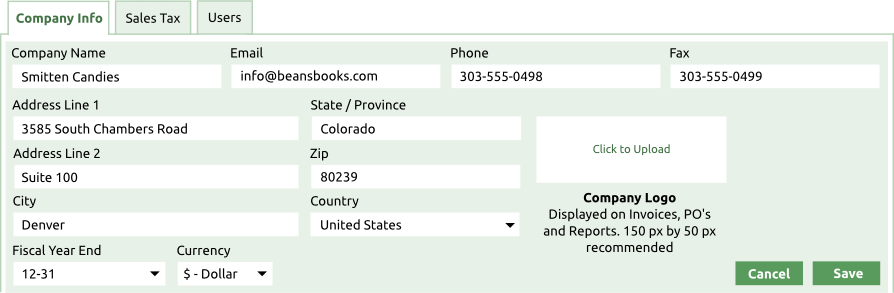 Company Info Sales Tax Users
Company Name Email Phone Fax
Smitten Candies info@beansbooks.com 303-555-0498 303-555-0499
Address Line 1 State / Province
3585 South Chambers Road Colorado
Click to Upload
Address Line 2 Zip
Suite 100 80239
Company Logo
City Country
Displayed on Invoices, PO's
Denver United States
and Reports. 150 px by 50 px
recommended
Fiscal Year End Currency
12-31 $ - Dollar Cancel Save